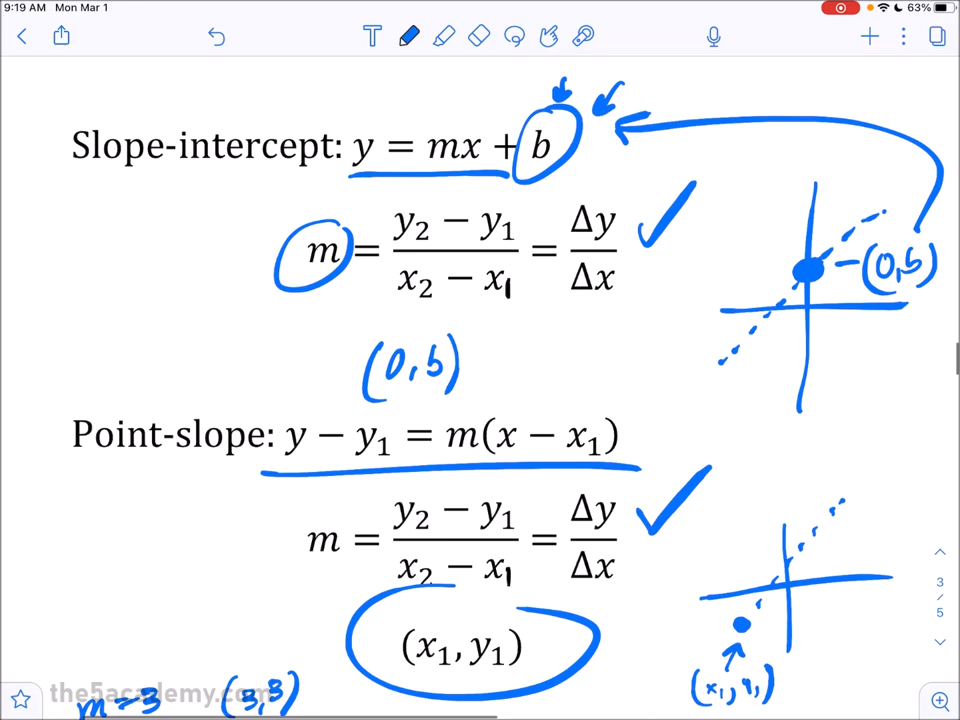 9:19 AM Mon Mar 1
63%
Slope-intercept: y = mx + b
m = (y₂ − y₁)/(x₂ − x₁) = Δy/Δx
(0, b)
(0, b)
Point-slope: y − y₁ = m(x − x₁)
m = (y₂ − y₁)/(x₂ − x₁) = Δy/Δx
(x₁, y₁)
(x₁, y₁)
3
/
5
the5academy.com
m = 3 (3, 3)